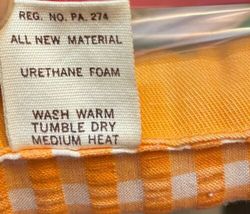 REG. NO. PA. 274
ALL NEW MATERIAL
URETHANE FOAM
WASH WARM
TUMBLE DRY
MEDIUM HEAT